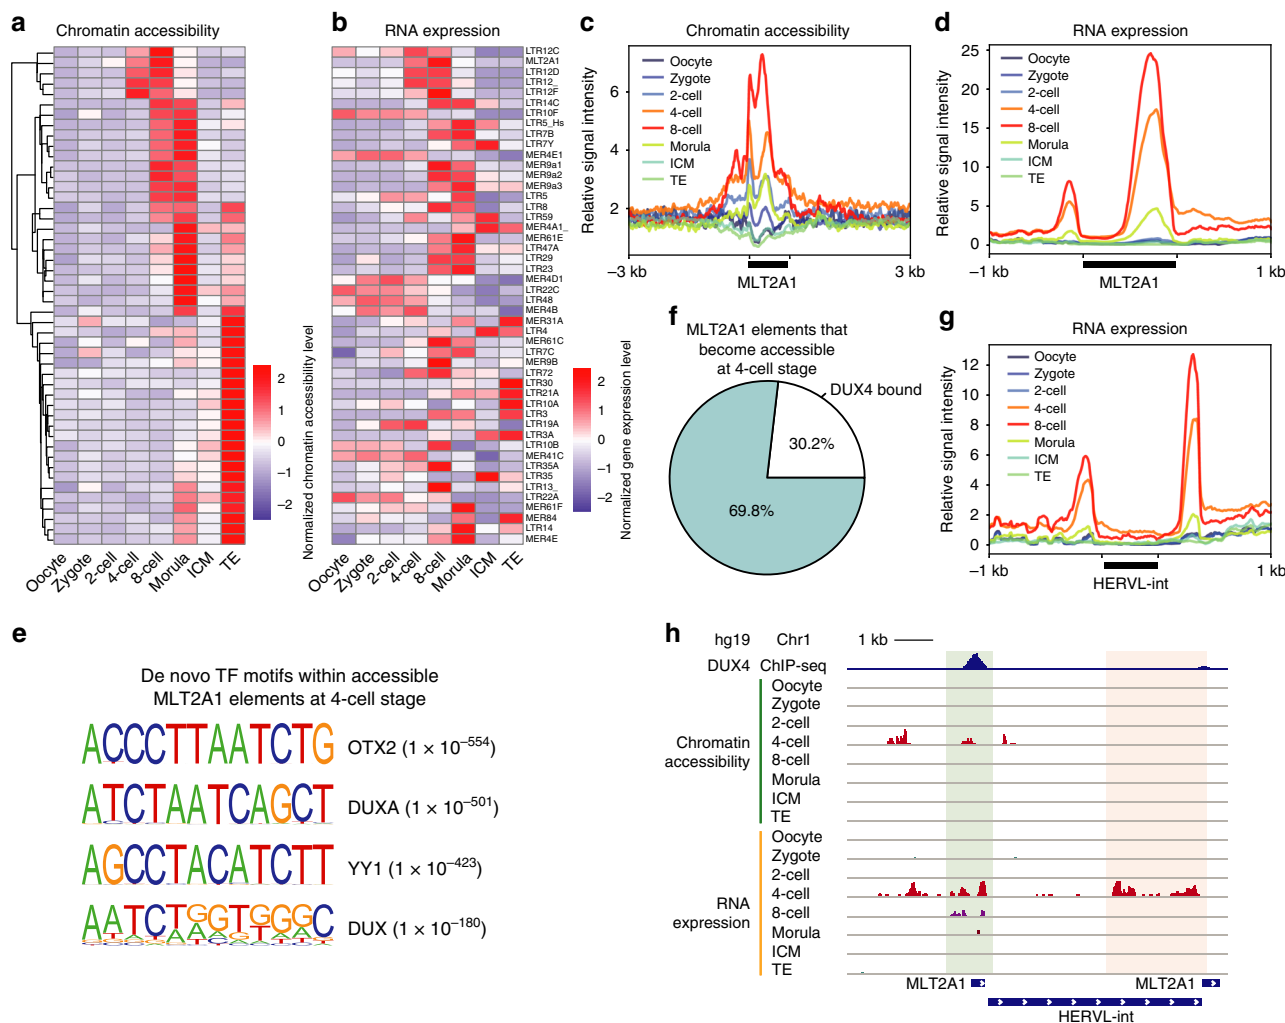 a
Chromatin accessibility
Oocyte
Zygote
2-cell
4-cell
8-cell
Morula
ICM
TE
2
1
0
−1
−2
Normalized chromatin accessibility level
b
RNA expression
LTR12C
MLT2A1
LTR12D
LTR12_
LTR12F
LTR14C
LTR10F
LTR5_Hs
LTR7B
LTR7Y
MER4E1
MER9a1
MER9a2
MER9a3
LTR5
LTR8
LTR59
MER4A1_
MER61E
LTR47A
LTR29
LTR23
MER4D1
LTR22C
LTR48
MER4B
MER31A
LTR4
MER61C
LTR7C
MER9B
LTR72
LTR30
LTR21A
LTR10A
LTR3
LTR19A
LTR3A
LTR10B
MER41C
LTR35A
LTR35
LTR13_
LTR22A
MER61F
MER84
LTR14
MER4E
Oocyte
Zygote
2-cell
4-cell
8-cell
Morula
ICM
TE
2
1
0
−1
−2
Normalized gene expression level
c
Chromatin accessibility
Relative signal intensity
6
4
2
Oocyte
Zygote
2-cell
4-cell
8-cell
Morula
ICM
TE
−3 kb
3 kb
MLT2A1
d
RNA expression
Relative signal intensity
25
20
15
10
5
0
Oocyte
Zygote
2-cell
4-cell
8-cell
Morula
ICM
TE
−1 kb
1 kb
MLT2A1
f
MLT2A1 elements that
become accessible
at 4-cell stage
DUX4 bound
30.2%
69.8%
g
RNA expression
Relative signal intensity
12
10
8
6
4
2
0
Oocyte
Zygote
2-cell
4-cell
8-cell
Morula
ICM
TE
−1 kb
1 kb
HERVL-int
e
De novo TF motifs within accessible
MLT2A1 elements at 4-cell stage
ACCCTTAATCTG OTX2 (1 × 10⁻⁵⁵⁴)
ATCTAATCAGCT DUXA (1 × 10⁻⁵⁰¹)
AGCCTACATCTT YY1 (1 × 10⁻⁴²³)
AATCTGGTGGGC DUX (1 × 10⁻¹⁸⁰)
h
hg19 Chr1 1 kb
DUX4 ChIP-seq
Chromatin
accessibility
Oocyte
Zygote
2-cell
4-cell
8-cell
Morula
ICM
TE
RNA
expression
Oocyte
Zygote
2-cell
4-cell
8-cell
Morula
ICM
TE
MLT2A1
MLT2A1
HERVL-int